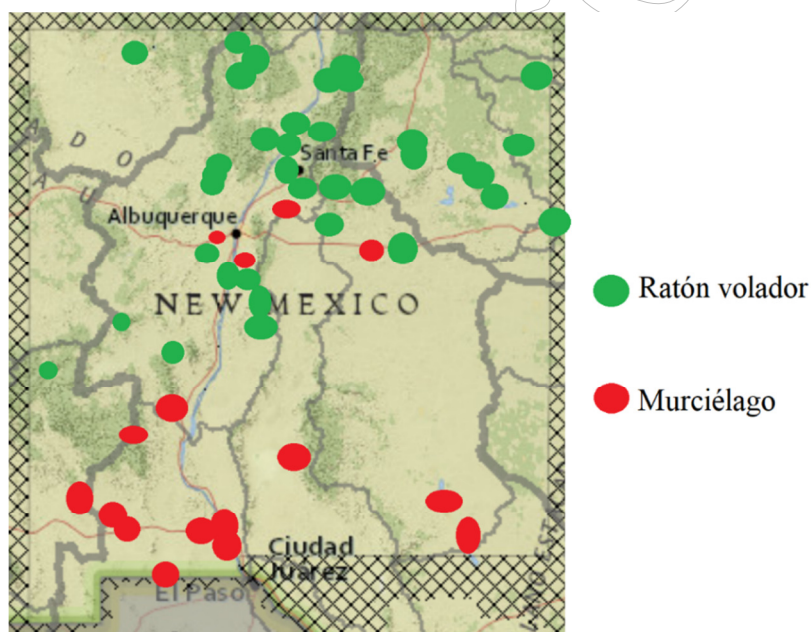 A D O
A U
Santa Fe
Albuquerque
NEW MEXICO
Ratón volador
Murciélago
Ciudad
Juárez
El Paso